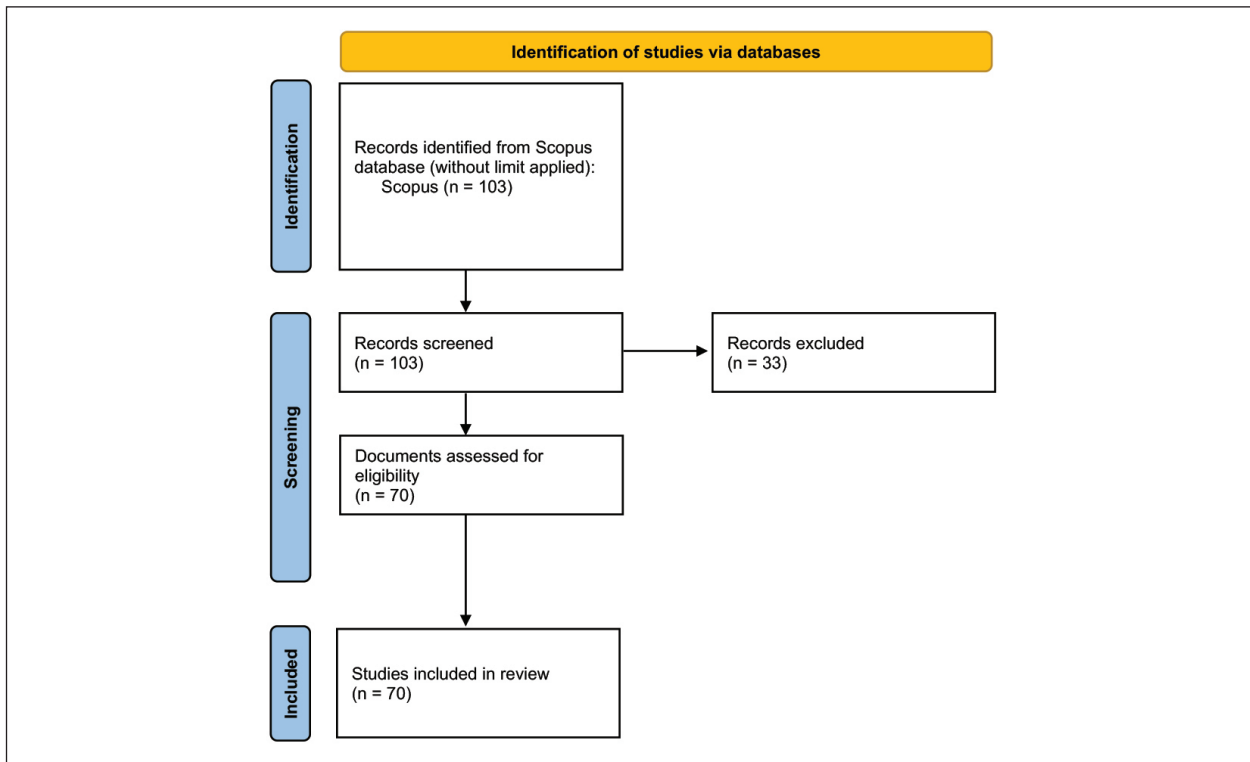 Identification of studies via databases
Identification
Records identified from Scopus
database (without limit applied):
Scopus (n = 103)
Screening
Records screened
(n = 103)
Records excluded
(n = 33)
Documents assessed for
eligibility
(n = 70)
Included
Studies included in review
(n = 70)